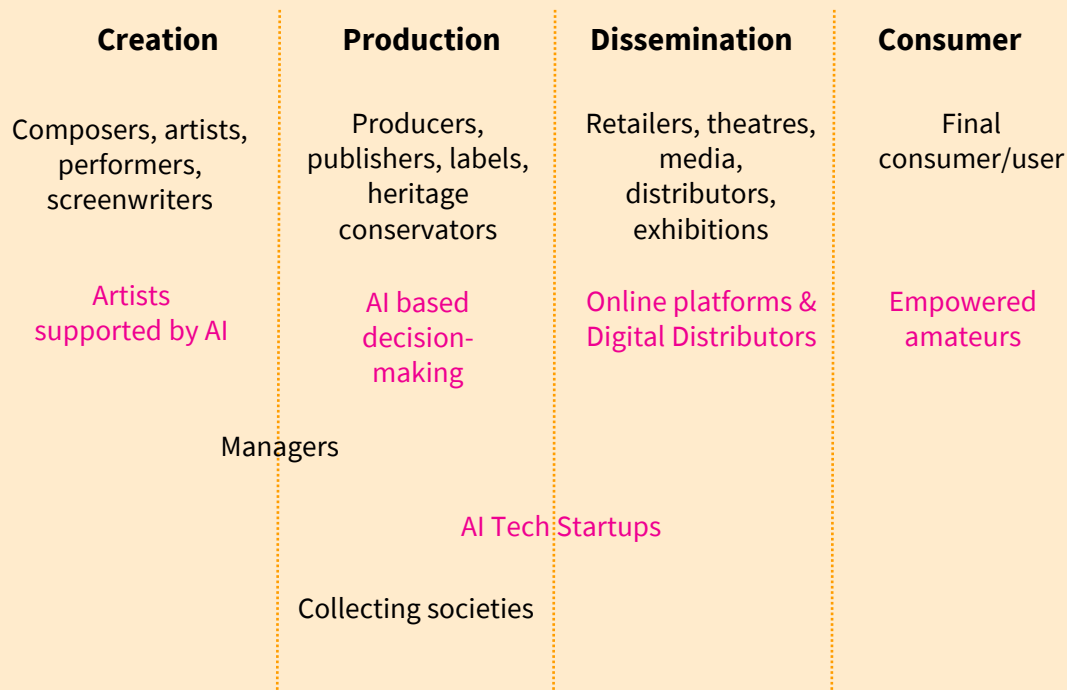 Creation
Production
Dissemination
Consumer
Composers, artists,
performers,
screenwriters
Producers,
publishers, labels,
heritage
conservators
Retailers, theatres,
media,
distributors,
exhibitions
Final
consumer/user
Artists
supported by AI
AI based
decision-
making
Online platforms &
Digital Distributors
Empowered
amateurs
Managers
AI Tech Startups
Collecting societies